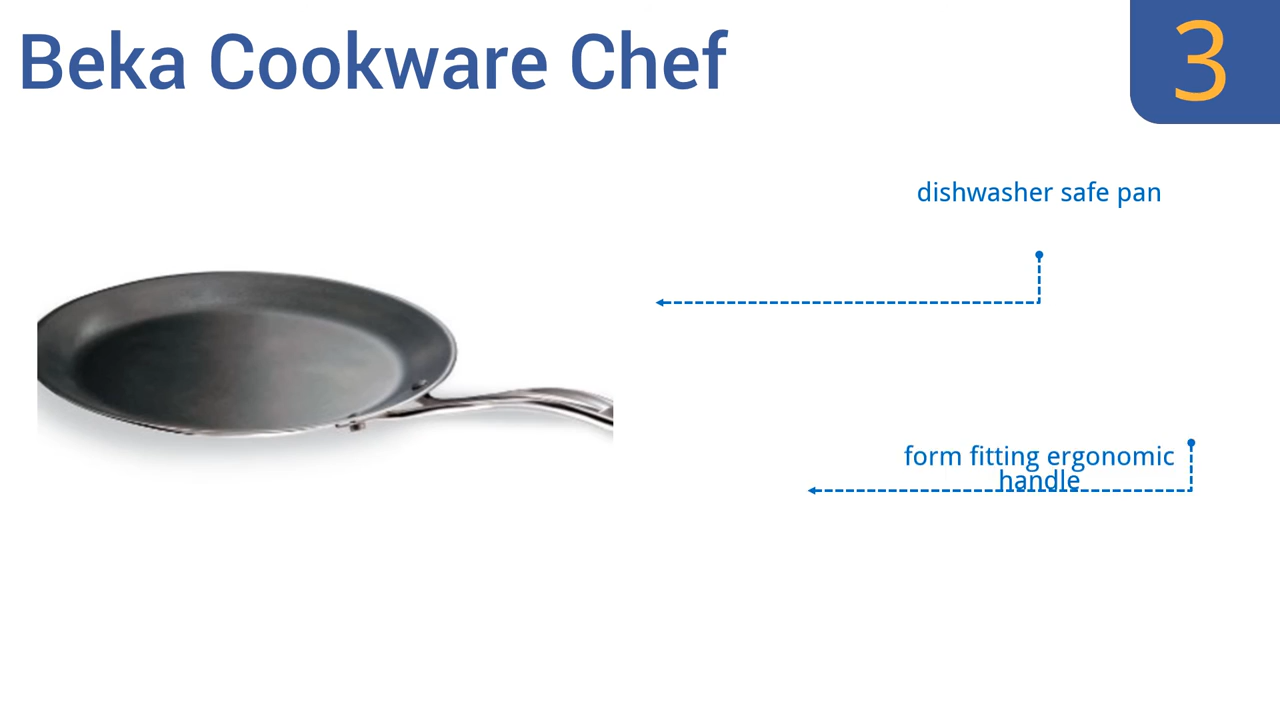 Beka Cookware Chef
3
dishwasher safe pan
form fitting ergonomic
handle